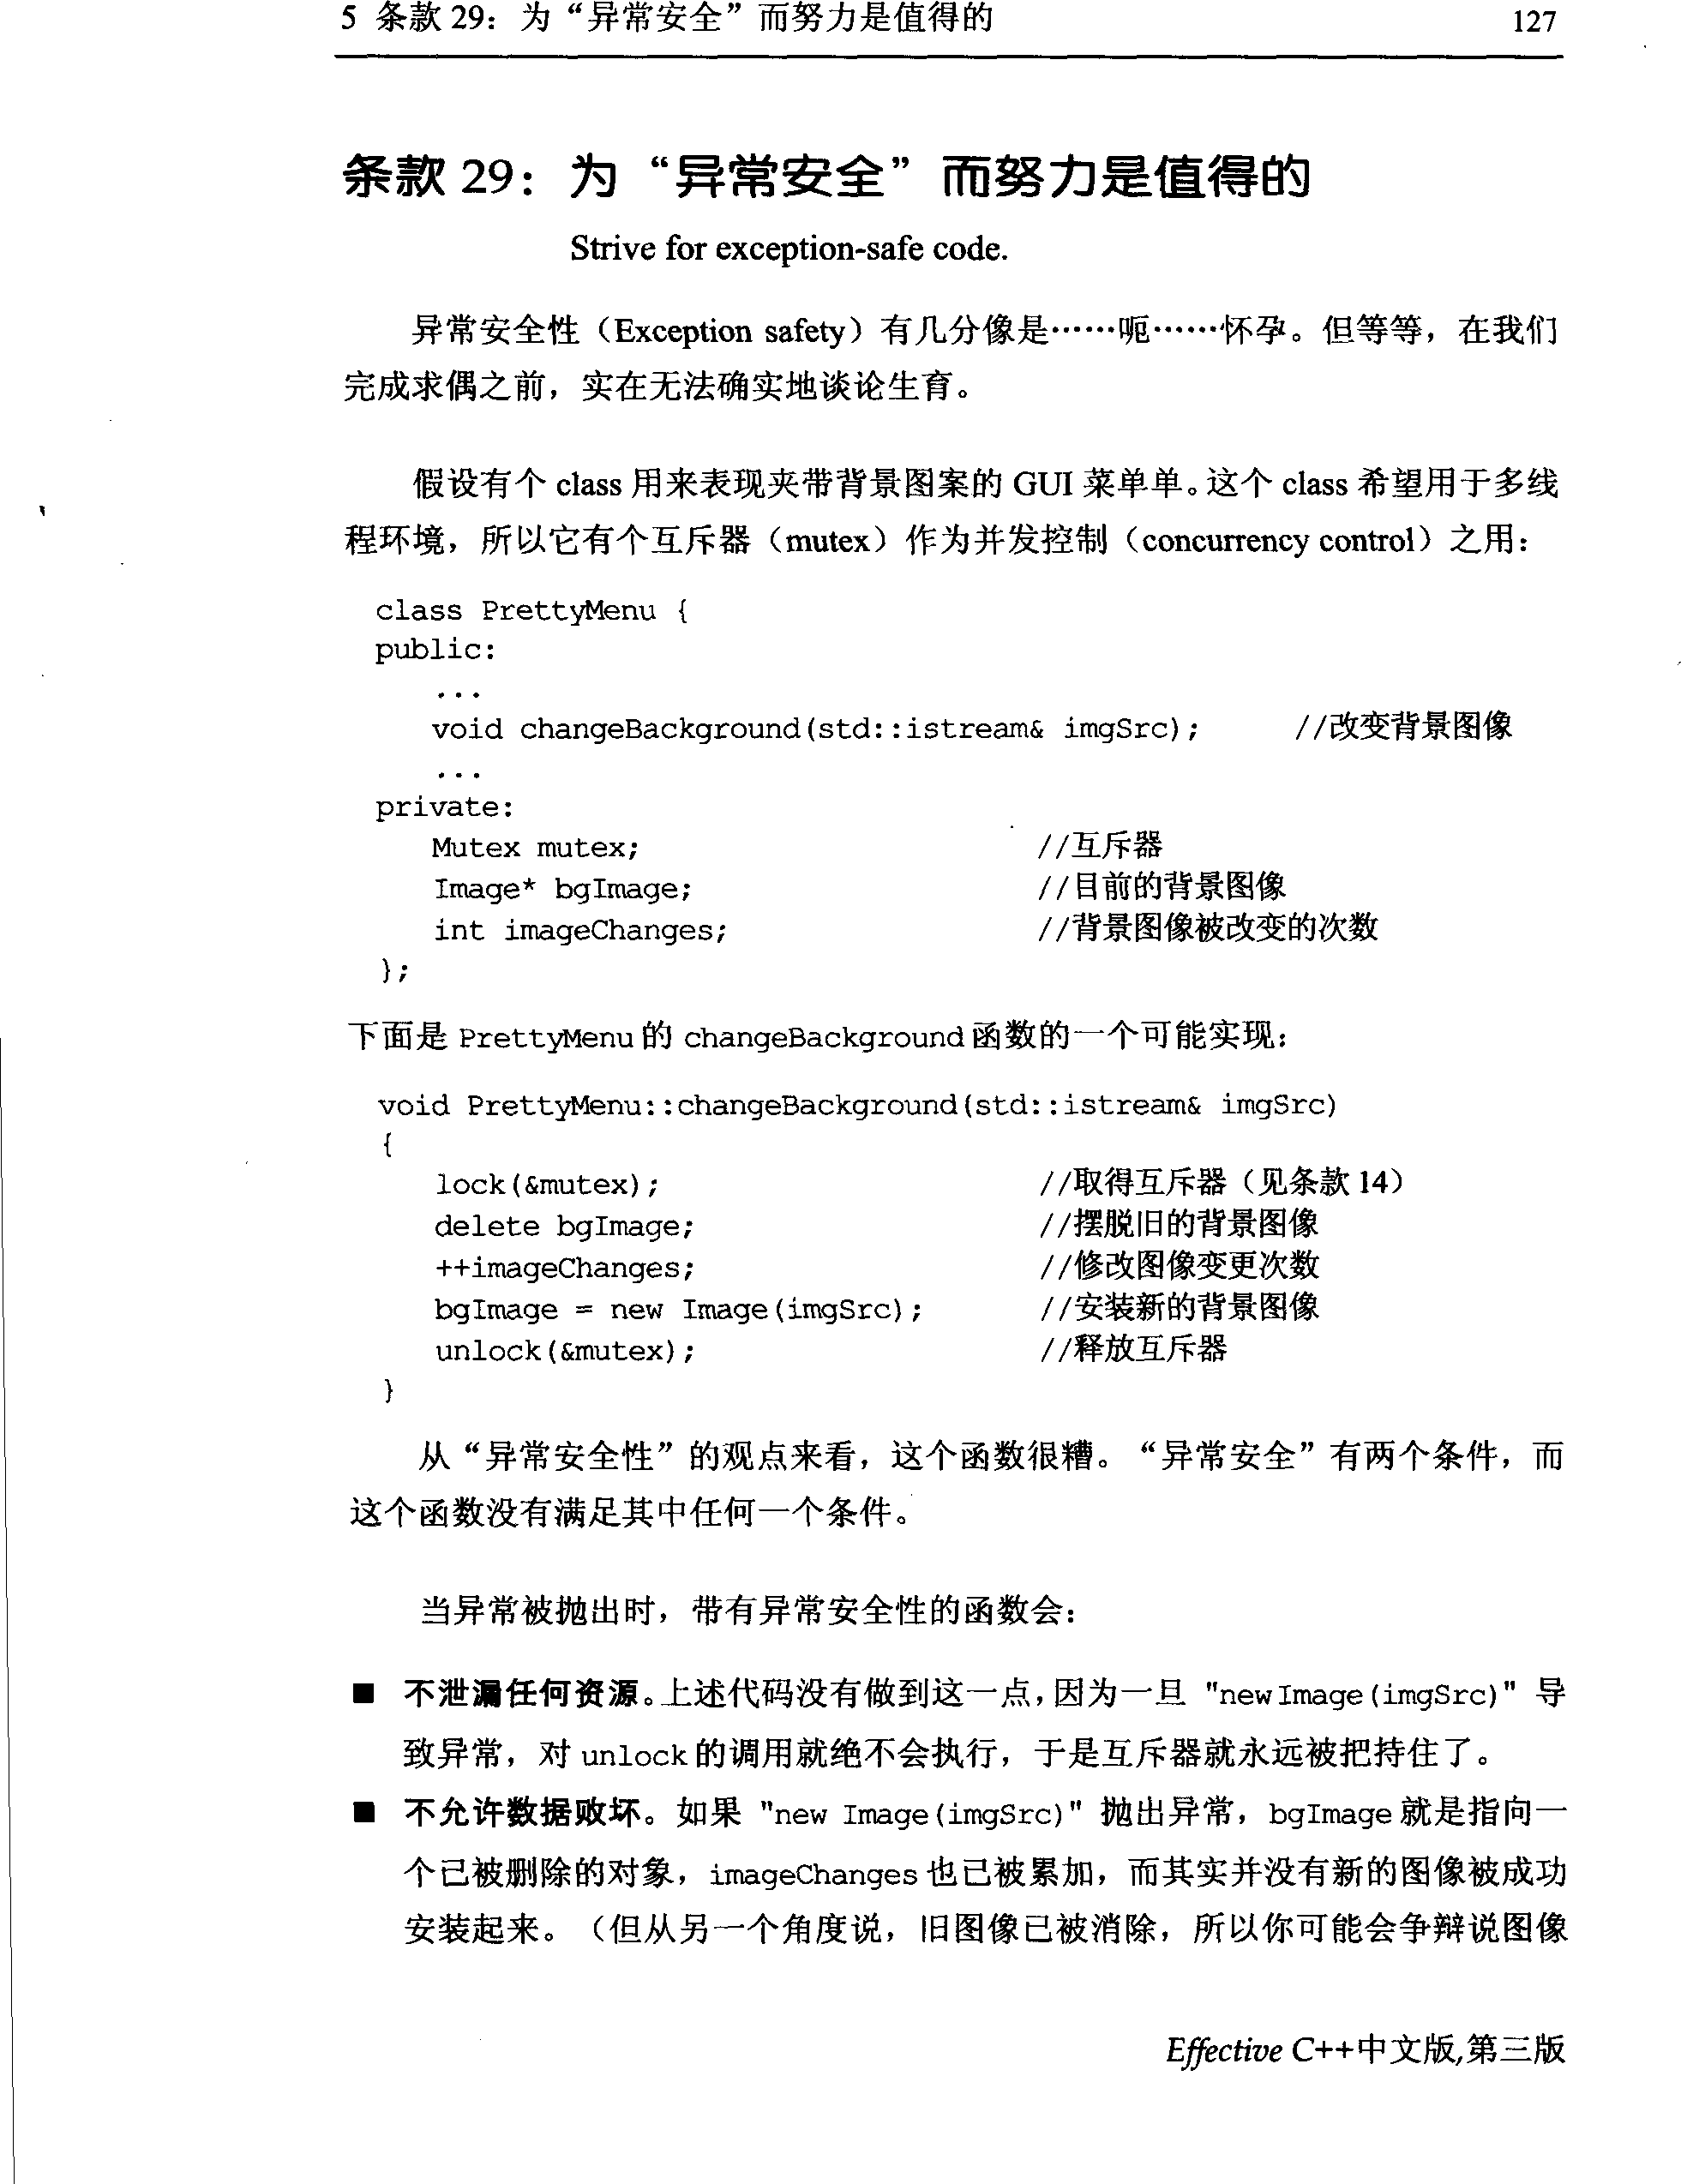 5 条款 29：为“异常安全”而努力是值得的 127
条款 29：为“异常安全”而努力是值得的
Strive for exception-safe code.
异常安全性（Exception safety）有几分像是……呃……怀孕。但等等，在我们
完成求偶之前，实在无法确实地谈论生育。
假设有个 class 用来表现夹带背景图案的 GUI 菜单单。这个 class 希望用于多线
程环境，所以它有个互斥器（mutex）作为并发控制（concurrency control）之用：
class PrettyMenu {
public:
...
void changeBackground(std::istream& imgSrc); //改变背景图像
...
private:
Mutex mutex; //互斥器
Image* bgImage; //目前的背景图像
int imageChanges; //背景图像被改变的次数
};
下面是 PrettyMenu 的 changeBackground 函数的一个可能实现：
void PrettyMenu::changeBackground(std::istream& imgSrc)
{
lock(&mutex); //取得互斥器（见条款 14）
delete bgImage; //摆脱旧的背景图像
++imageChanges; //修改图像变更次数
bgImage = new Image(imgSrc); //安装新的背景图像
unlock(&mutex); //释放互斥器
}
从“异常安全性”的观点来看，这个函数很糟。“异常安全”有两个条件，而
这个函数没有满足其中任何一个条件。
当异常被抛出时，带有异常安全性的函数会：
■ 不泄漏任何资源。上述代码没有做到这一点，因为一旦 "new Image(imgSrc)" 导
致异常，对 unlock 的调用就绝不会执行，于是互斥器就永远被把持住了。
■ 不允许数据败坏。如果 "new Image(imgSrc)" 抛出异常，bgImage 就是指向一
个已被删除的对象，imageChanges 也已被累加，而其实并没有新的图像被成功
安装起来。（但从另一个角度说，旧图像已被消除，所以你可能会争辩说图像
Effective C++中文版,第三版